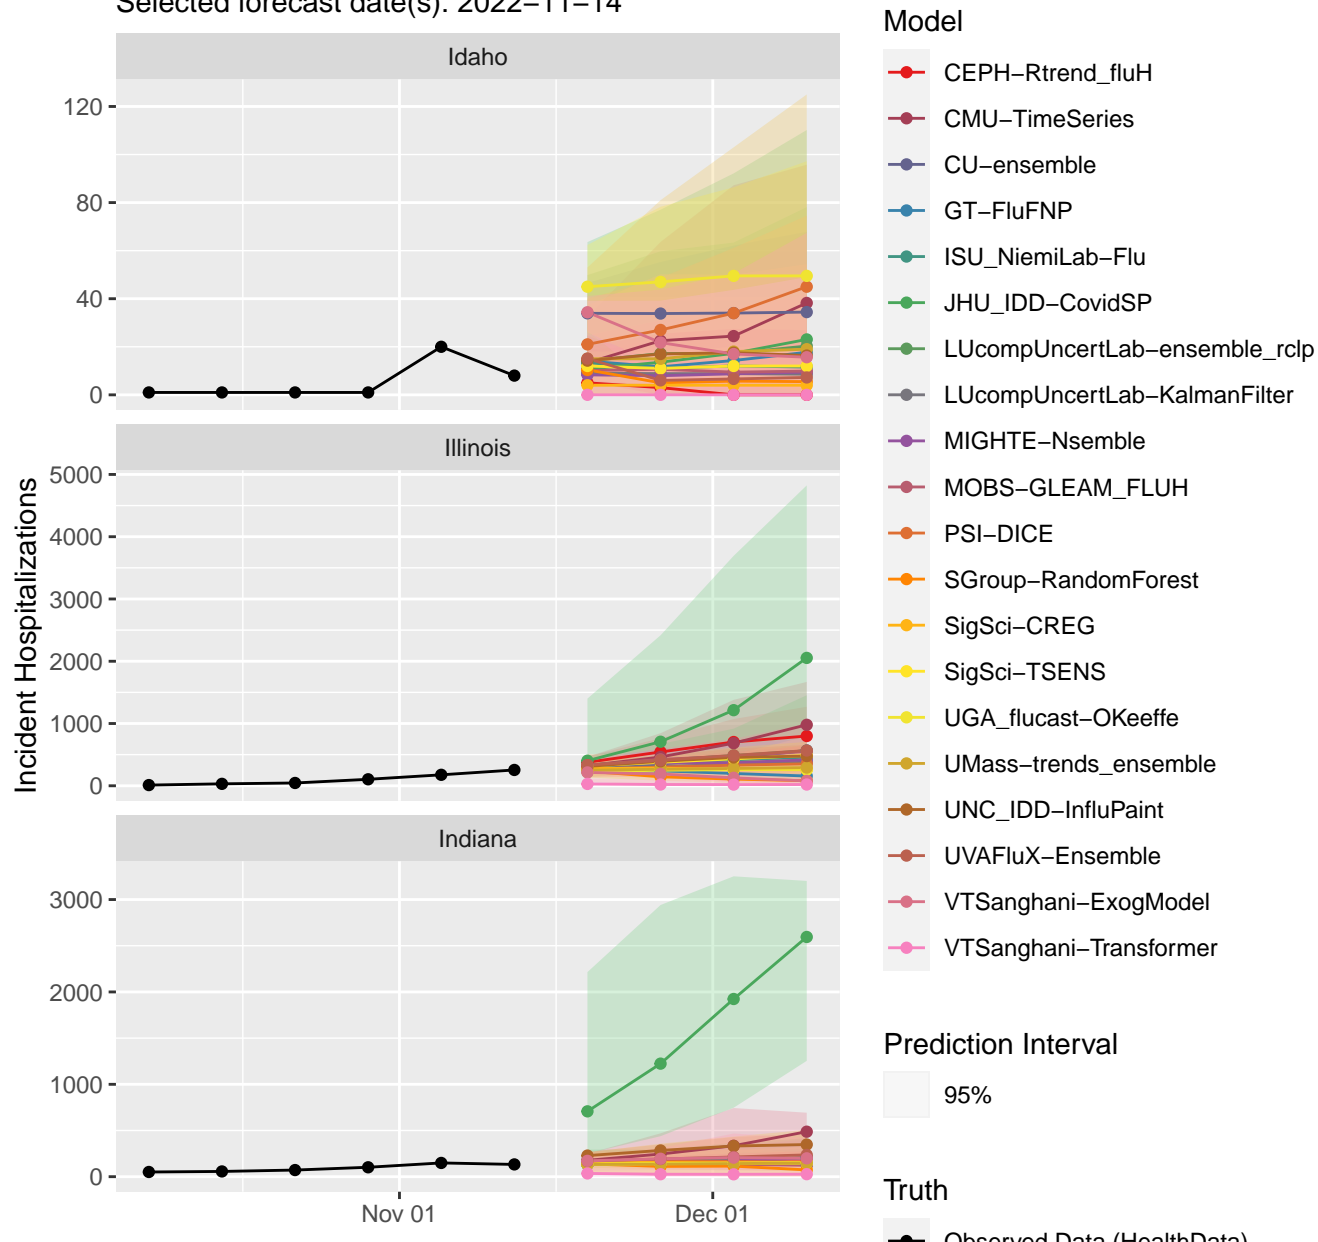 Selected forecast date(s): 2022−11−14
Idaho
120
80
40
0
Illinois
5000
4000
3000
2000
1000
0
Indiana
3000
2000
1000
0
Nov 01
Dec 01
Incident Hospitalizations
Model
CEPH−Rtrend_fluH
CMU−TimeSeries
CU−ensemble
GT−FluFNP
ISU_NiemiLab−Flu
JHU_IDD−CovidSP
LUcompUncertLab−ensemble_rclp
LUcompUncertLab−KalmanFilter
MIGHTE−Nsemble
MOBS−GLEAM_FLUH
PSI−DICE
SGroup−RandomForest
SigSci−CREG
SigSci−TSENS
UGA_flucast−OKeeffe
UMass−trends_ensemble
UNC_IDD−InfluPaint
UVAFluX−Ensemble
VTSanghani−ExogModel
VTSanghani−Transformer
Prediction Interval
95%
Truth
Observed Data (HealthData)